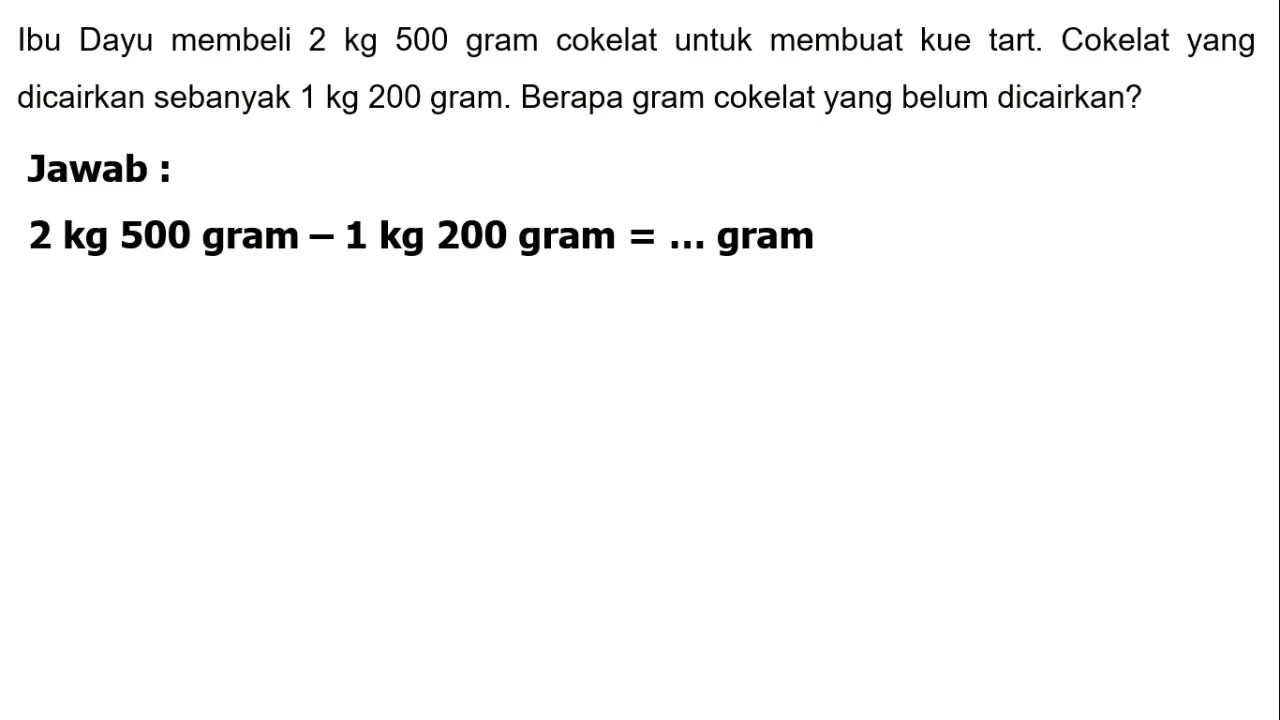 Ibu Dayu membeli 2 kg 500 gram cokelat untuk membuat kue tart. Cokelat yang
dicairkan sebanyak 1 kg 200 gram. Berapa gram cokelat yang belum dicairkan?
Jawab :
2 kg 500 gram – 1 kg 200 gram = ... gram